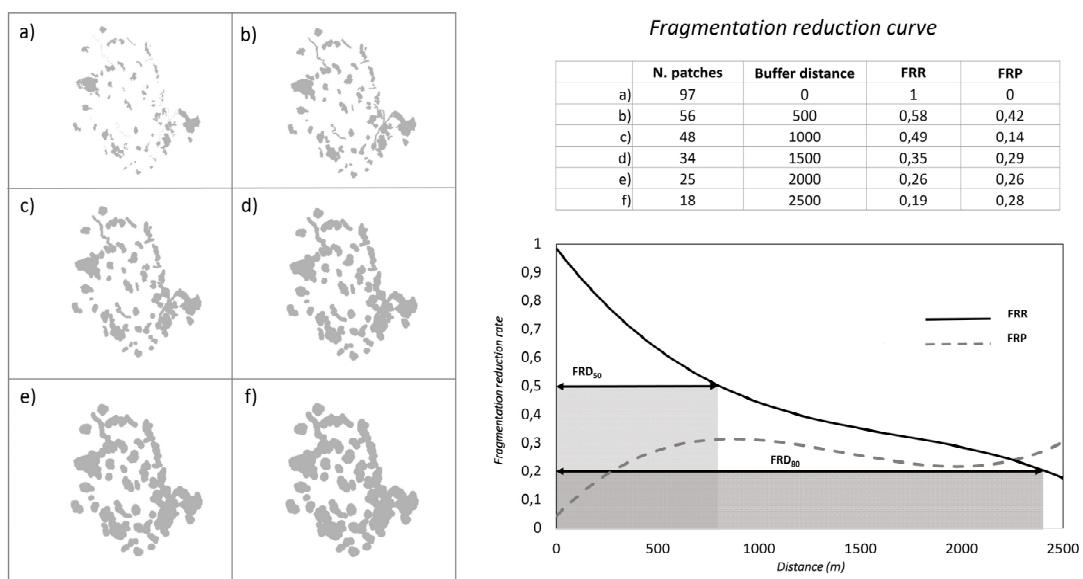 a)
b)
c)
d)
e)
f)
Fragmentation reduction curve
N. patches Buffer distance FRR FRP
a) 97 0 1 0
b) 56 500 0,58 0,42
c) 48 1000 0,49 0,14
d) 34 1500 0,35 0,29
e) 25 2000 0,26 0,26
f) 18 2500 0,19 0,28
Fragmentation reduction rate
1
0,9
0,8
0,7
0,6
0,5
0,4
0,3
0,2
0,1
0
FRR
FRP
FRD50
FRD80
0 500 1000 1500 2000 2500
Distance (m)